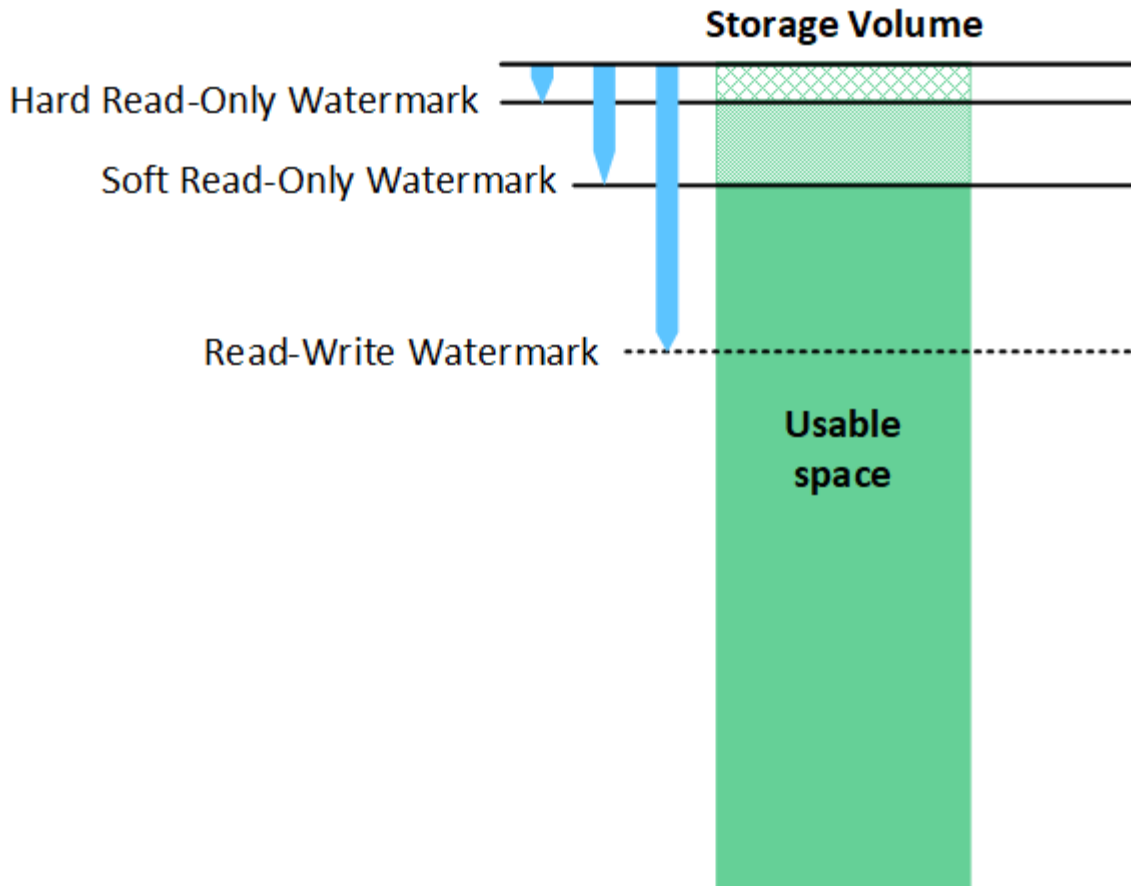 Storage Volume
Hard Read-Only Watermark
Soft Read-Only Watermark
Read-Write Watermark
Usable
space